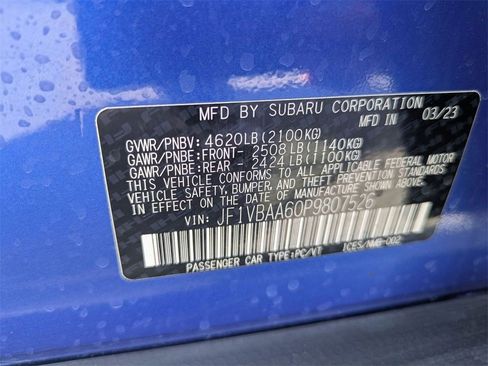 MFD BY SUBARU CORPORATION
MFD IN 03/23
GVWR/PNBV: 4620LB(2100KG)
GAWR/PNBE:FRONT- 2508LB(1140KG)
GAWR/PNBE:REAR - 2424LB(1100KG)
THIS VEHICLE CONFORMS TO ALL APPLICABLE FEDERAL MOTOR
VEHICLE SAFETY, BUMPER, AND THEFT PREVENTION STANDARDS
IN EFFECT ON THE DATE OF MANUFACTURE SHOWN ABOVE.
VIN: JF1VBAA60P9807526
PASSENGER CAR TYPE:PC/VT ICES/NMB-002